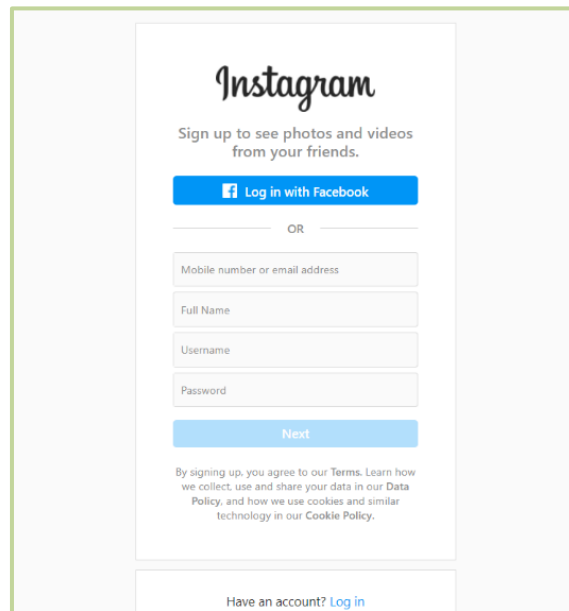 Instagram
Sign up to see photos and videos
from your friends.
Log in with Facebook
OR
Mobile number or email address
Full Name
Username
Password
Next
By signing up, you agree to our Terms. Learn how
we collect, use and share your data in our Data
Policy, and how we use cookies and similar
technology in our Cookie Policy.
Have an account? Log in